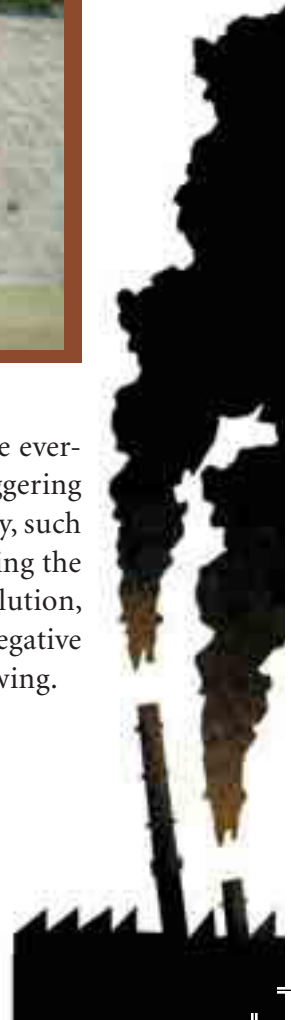 e ever-
ggering
y, such
ing the
lution,
egative
wing.